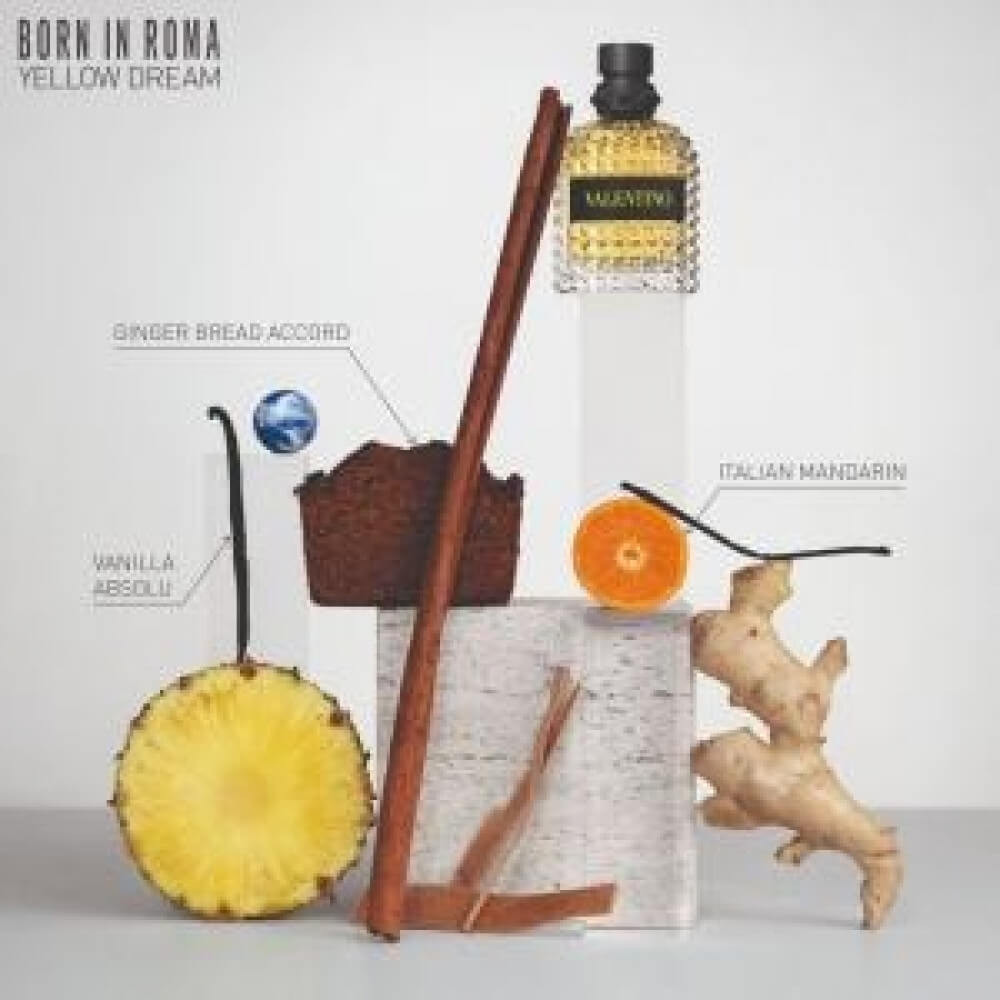 BORN IN ROMA
YELLOW DREAM
VALENTINO
GINGER BREAD ACCORD
ITALIAN MANDARIN
VANILLA
ABSOLU